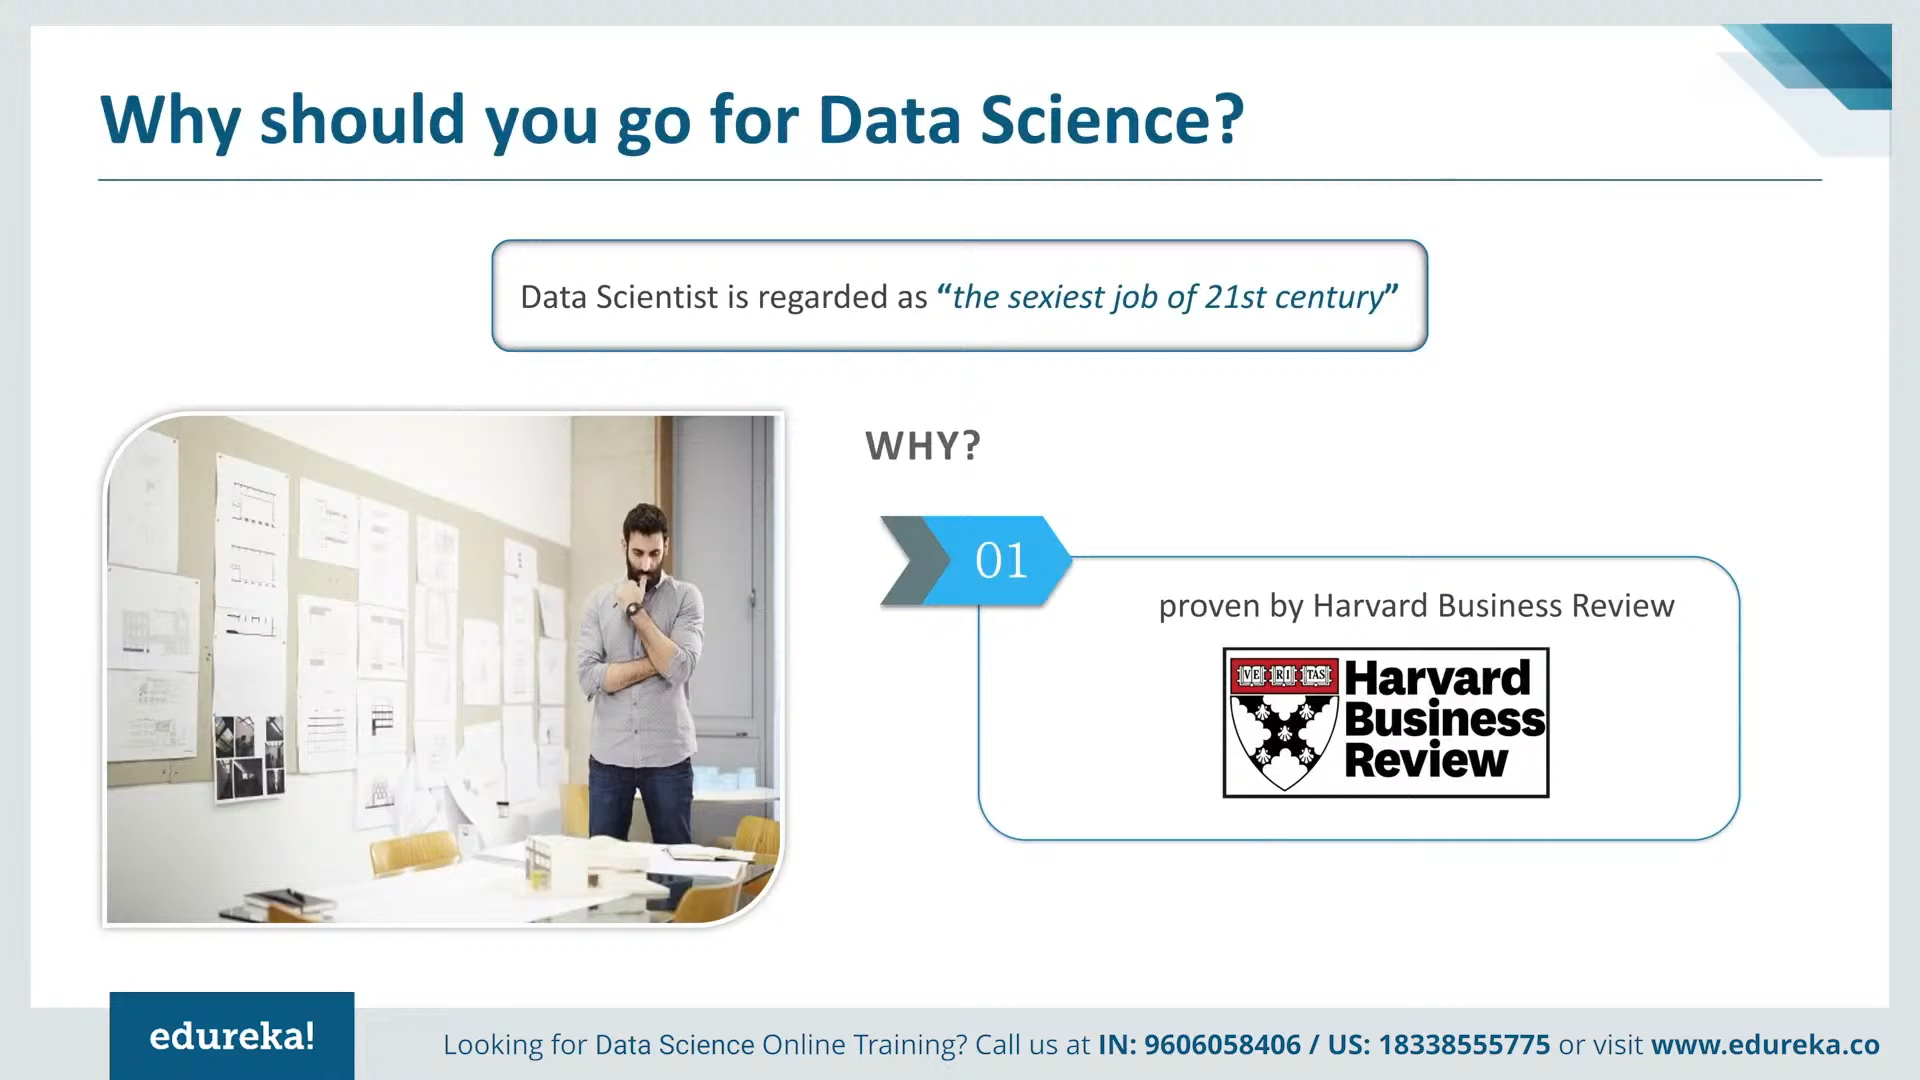 Why should you go for Data Science?
Data Scientist is regarded as “the sexiest job of 21st century”
WHY?
01
proven by Harvard Business Review
VE RI TAS
Harvard
Business
Review
edureka!
Looking for Data Science Online Training? Call us at IN: 9606058406 / US: 18338555775 or visit www.edureka.co